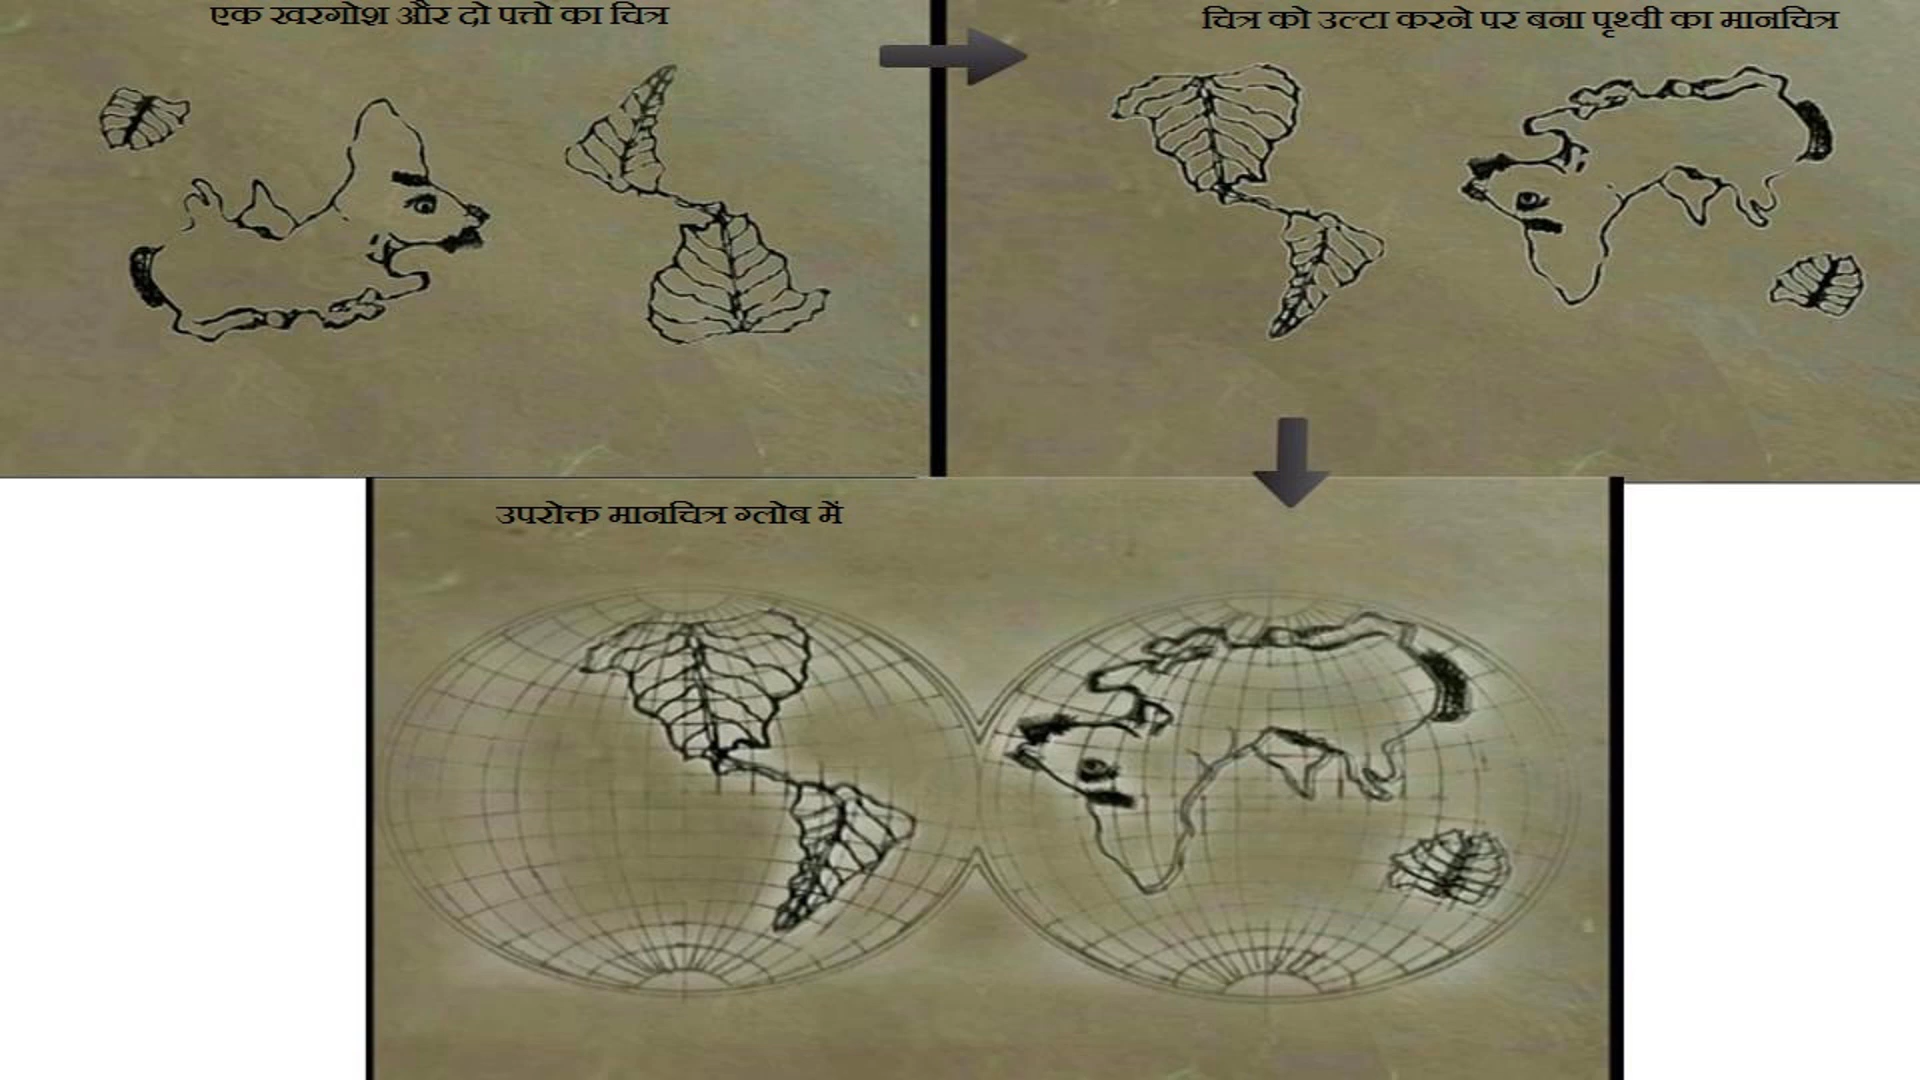 एक खरगोश और दो पत्तो का चित्र
चित्र को उल्टा करने पर बना पृथ्वी का मानचित्र
उपरोक्त मानचित्र ग्लोब में